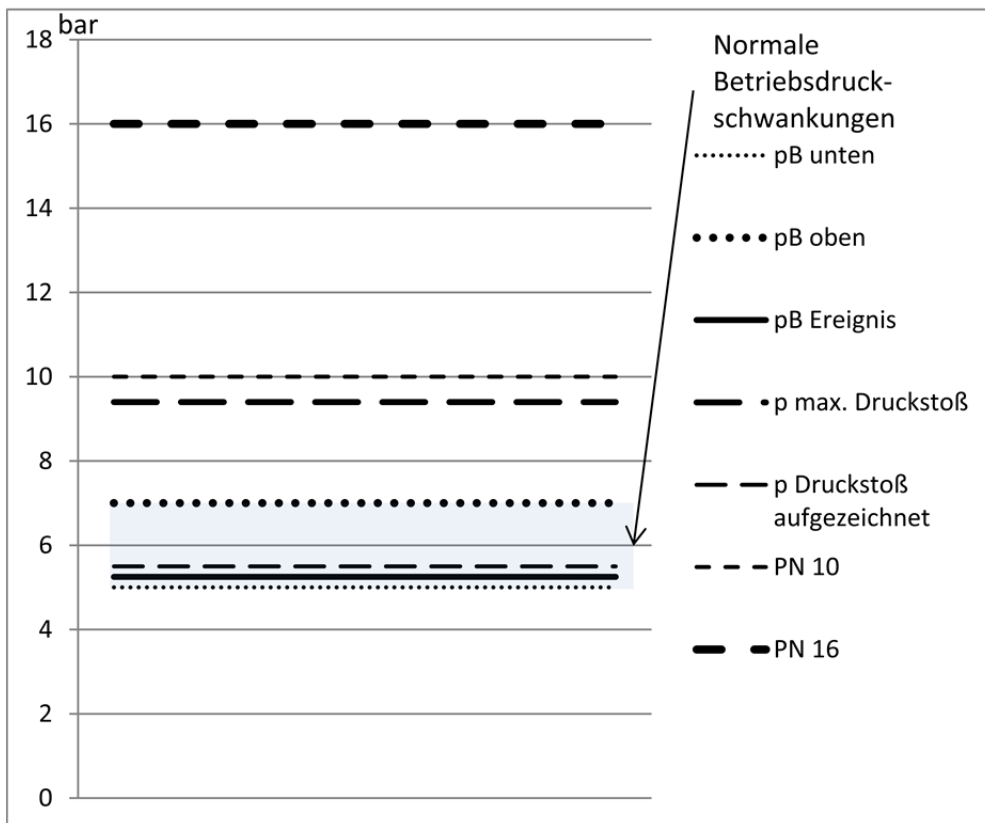 bar
18
16
14
12
10
8
6
4
2
0
Normale
Betriebsdruck-
schwankungen
pB unten
pB oben
pB Ereignis
p max. Druckstoß
p Druckstoß
aufgezeichnet
PN 10
PN 16